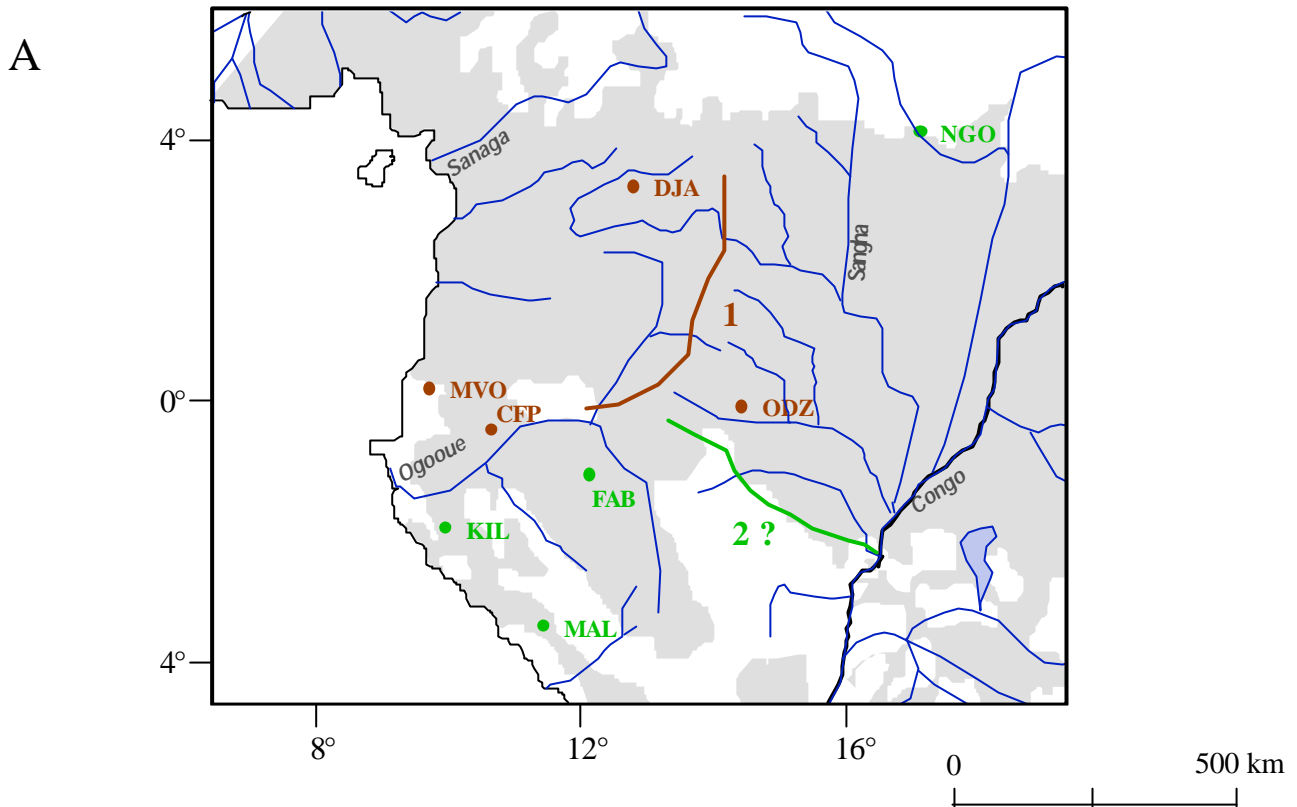 A
4°
NGO
Sanaga
DJA
Sangha
1
0°
MVO
CFP
ODZ
Ogooue
Congo
FAB
KIL
2 ?
MAL
4°
8°
12°
16°
0
500 km